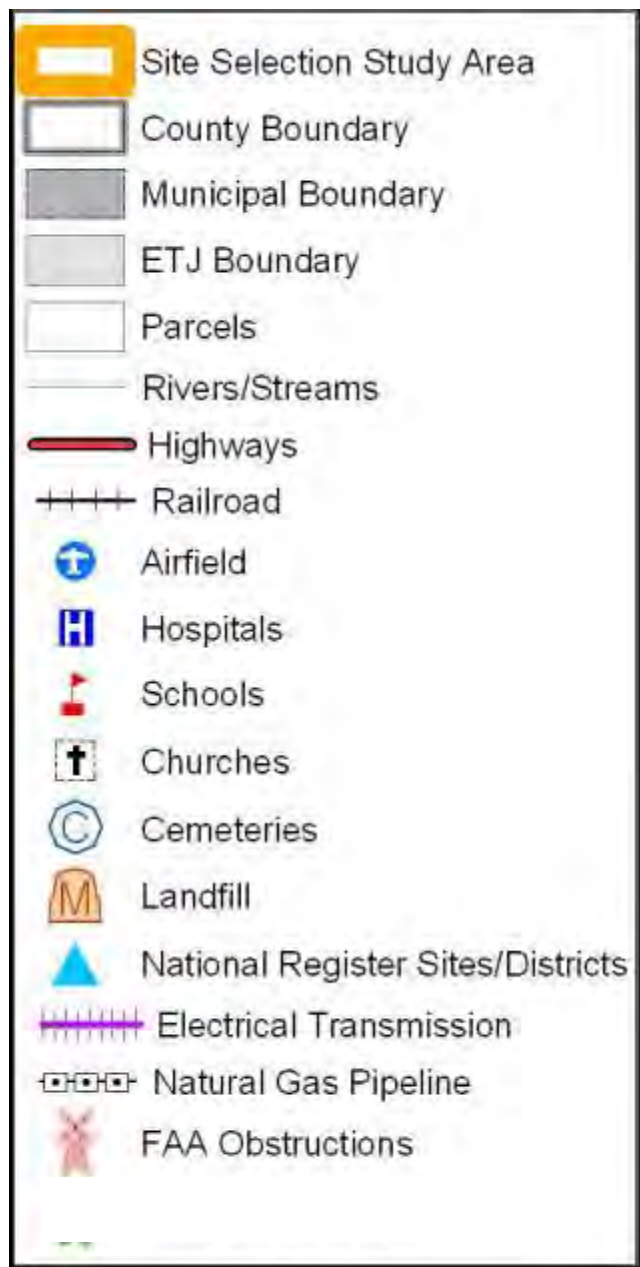 Site Selection Study Area
County Boundary
Municipal Boundary
ETJ Boundary
Parcels
Rivers/Streams
Highways
Railroad
Airfield
H Hospitals
Schools
Churches
C Cemeteries
M Landfill
National Register Sites/Districts
Electrical Transmission
Natural Gas Pipeline
FAA Obstructions